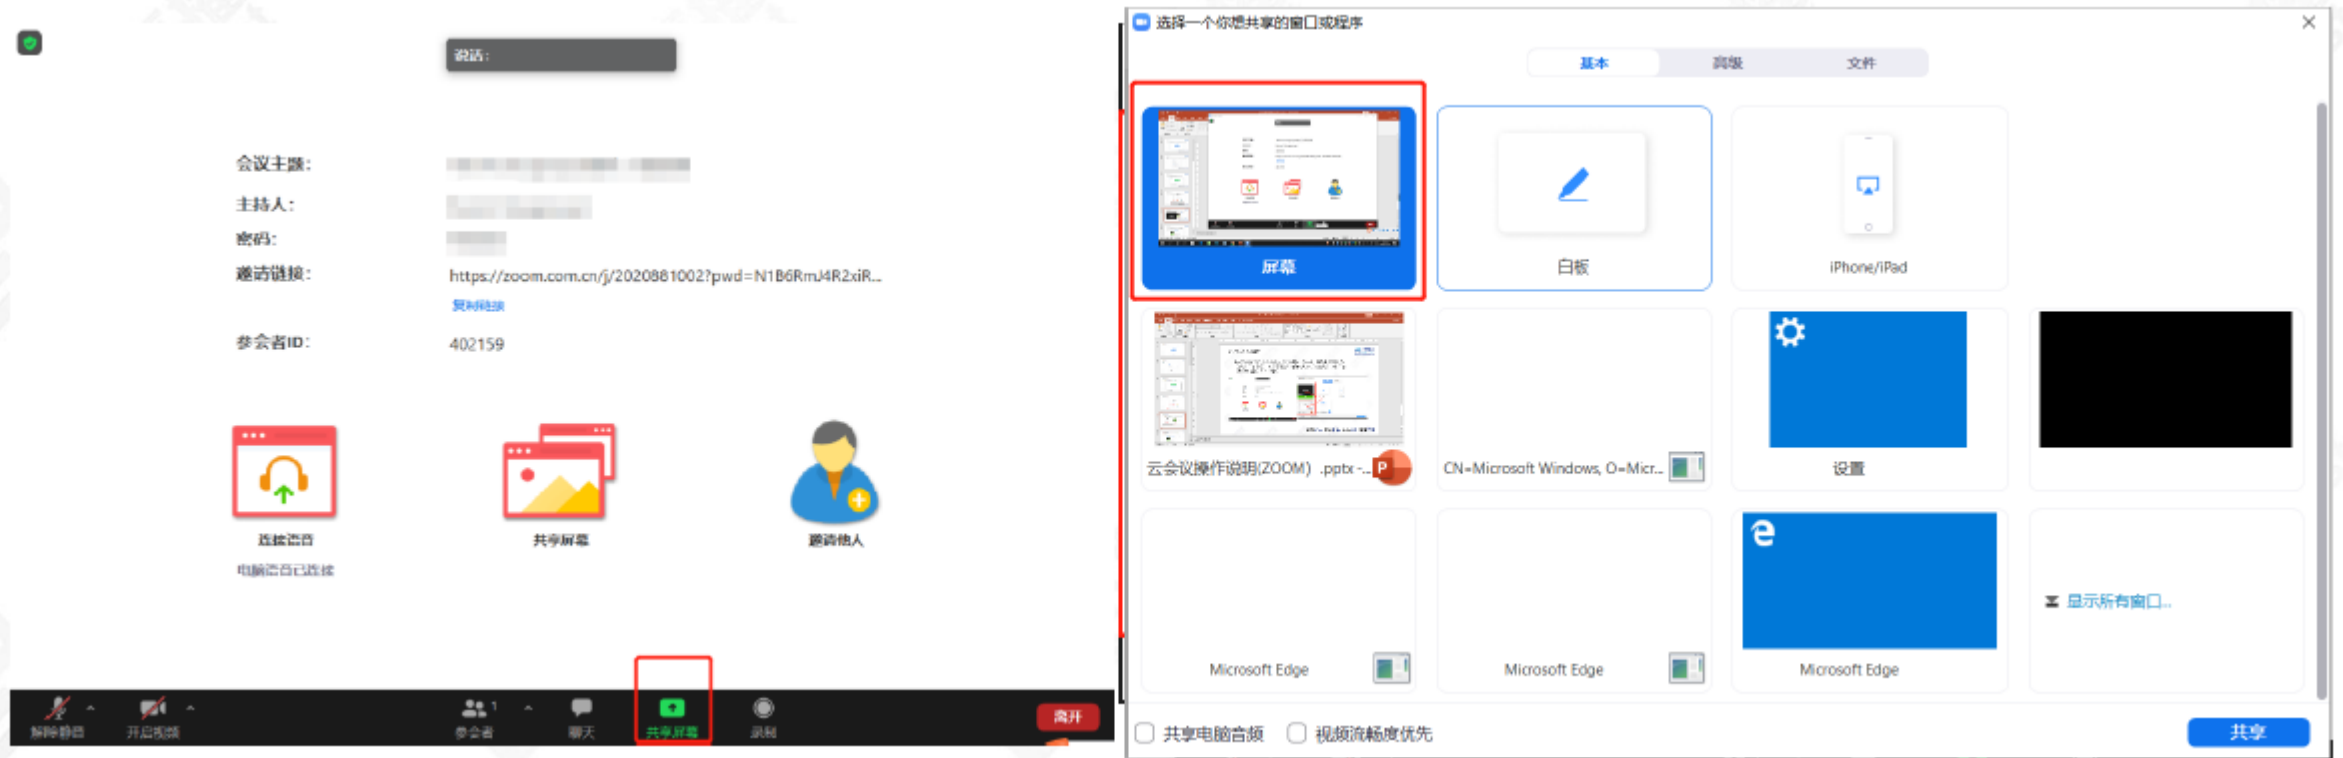 说话:
会议主题:
主持人:
密码:
邀请链接:
https://zoom.com.cn/j/2020881002?pwd=N1B6RmJ4R2xiR...
复制链接
参会者ID:
402159
连接语音
共享屏幕
邀请他人
电脑语音已连接
解除静音
开启视频
1
参会者
聊天
共享屏幕
录制
离开
选择一个你想共享的窗口或程序
基本
高级
文件
屏幕
白板
iPhone/iPad
云会议操作说明(ZOOM) .pptx -...
CN=Microsoft Windows, O=Micr...
设置
Microsoft Edge
Microsoft Edge
Microsoft Edge
显示所有窗口...
共享电脑音频
视频流畅度优先
共享